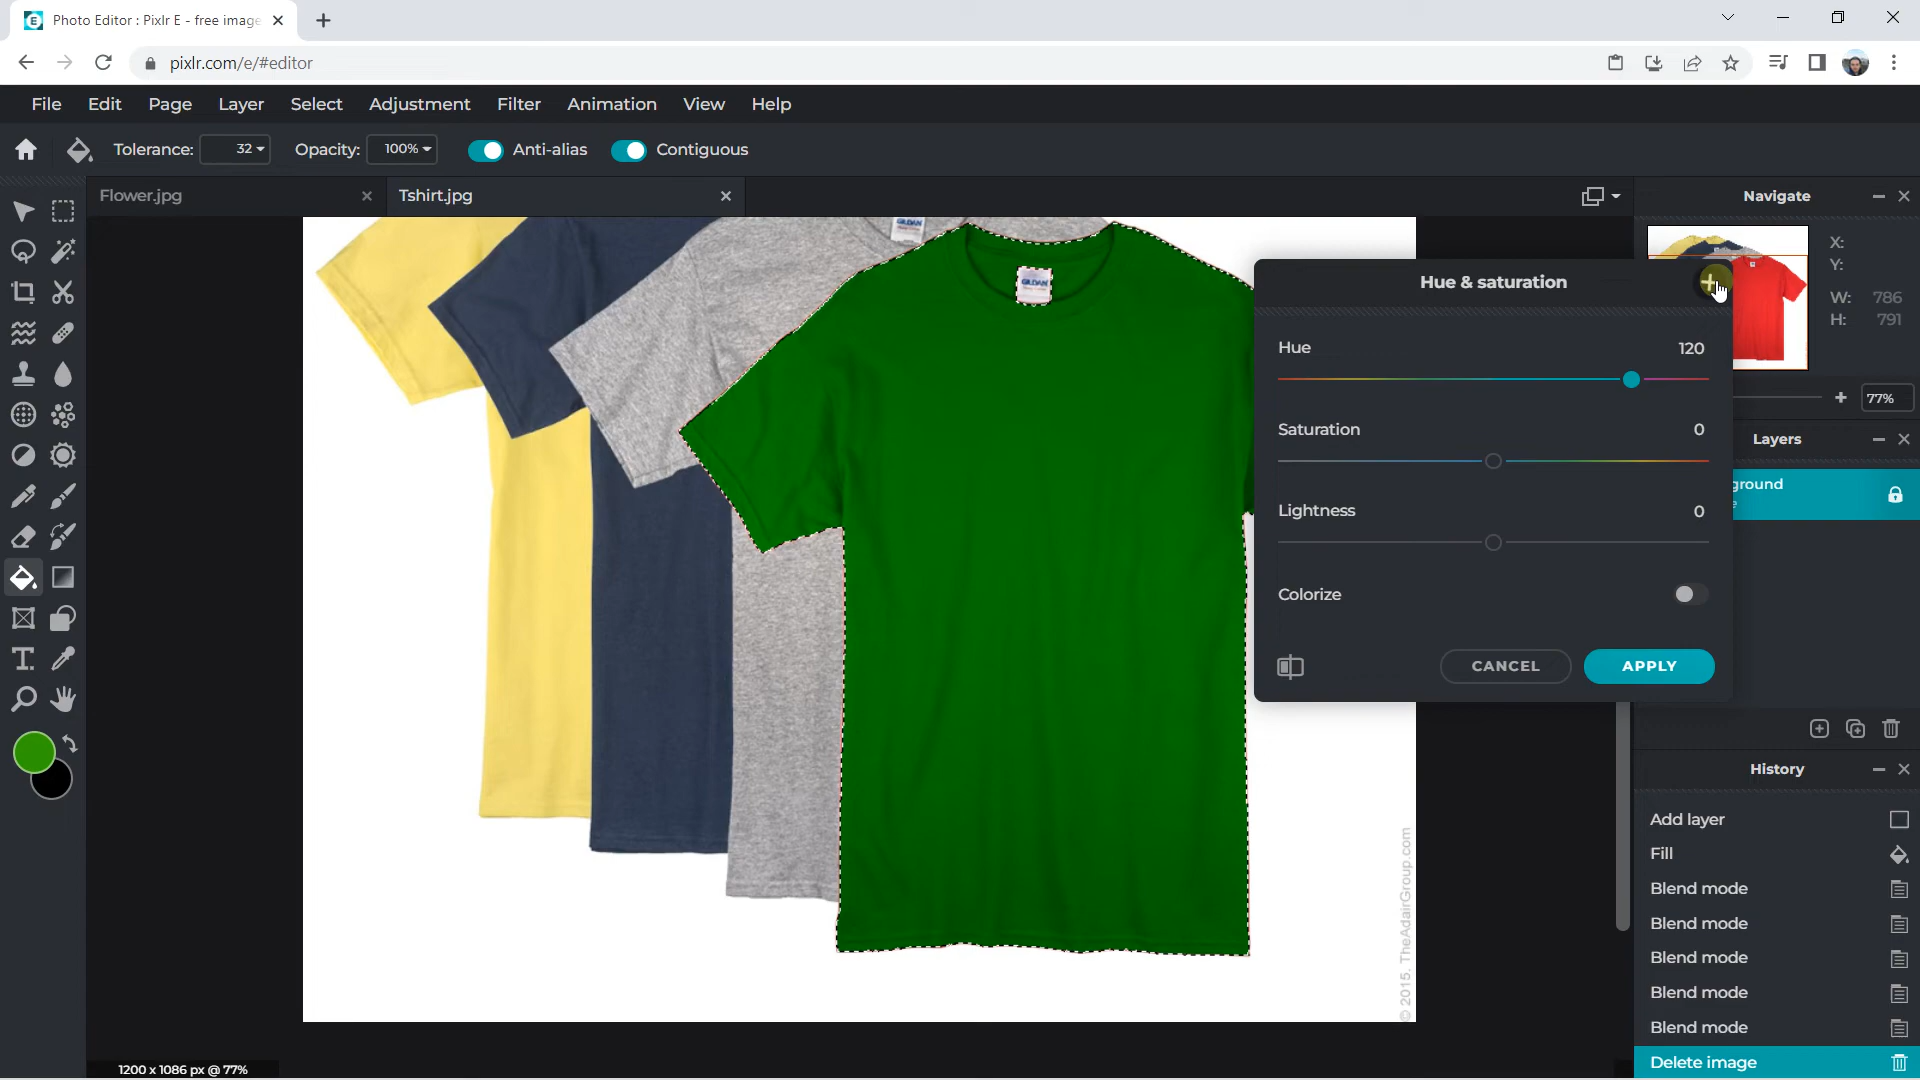 Photo Editor : Pixlr E - free image
pixlr.com/e/#editor
File Edit Page Layer Select Adjustment Filter Animation View Help
Tolerance: 32 Opacity: 100% Anti-alias Contiguous
Flower.jpg Tshirt.jpg
Navigate
X:
Y:
W: 786
H: 791
77%
GILDAN
GILDAN
Hue & saturation
Hue 120
Saturation 0
Lightness 0
Colorize
CANCEL APPLY
Layers
ground
History
Add layer
Fill
Blend mode
Blend mode
Blend mode
Blend mode
Blend mode
Delete image
© 2015. TheAdairGroup.com
1200 x 1086 px @ 77%